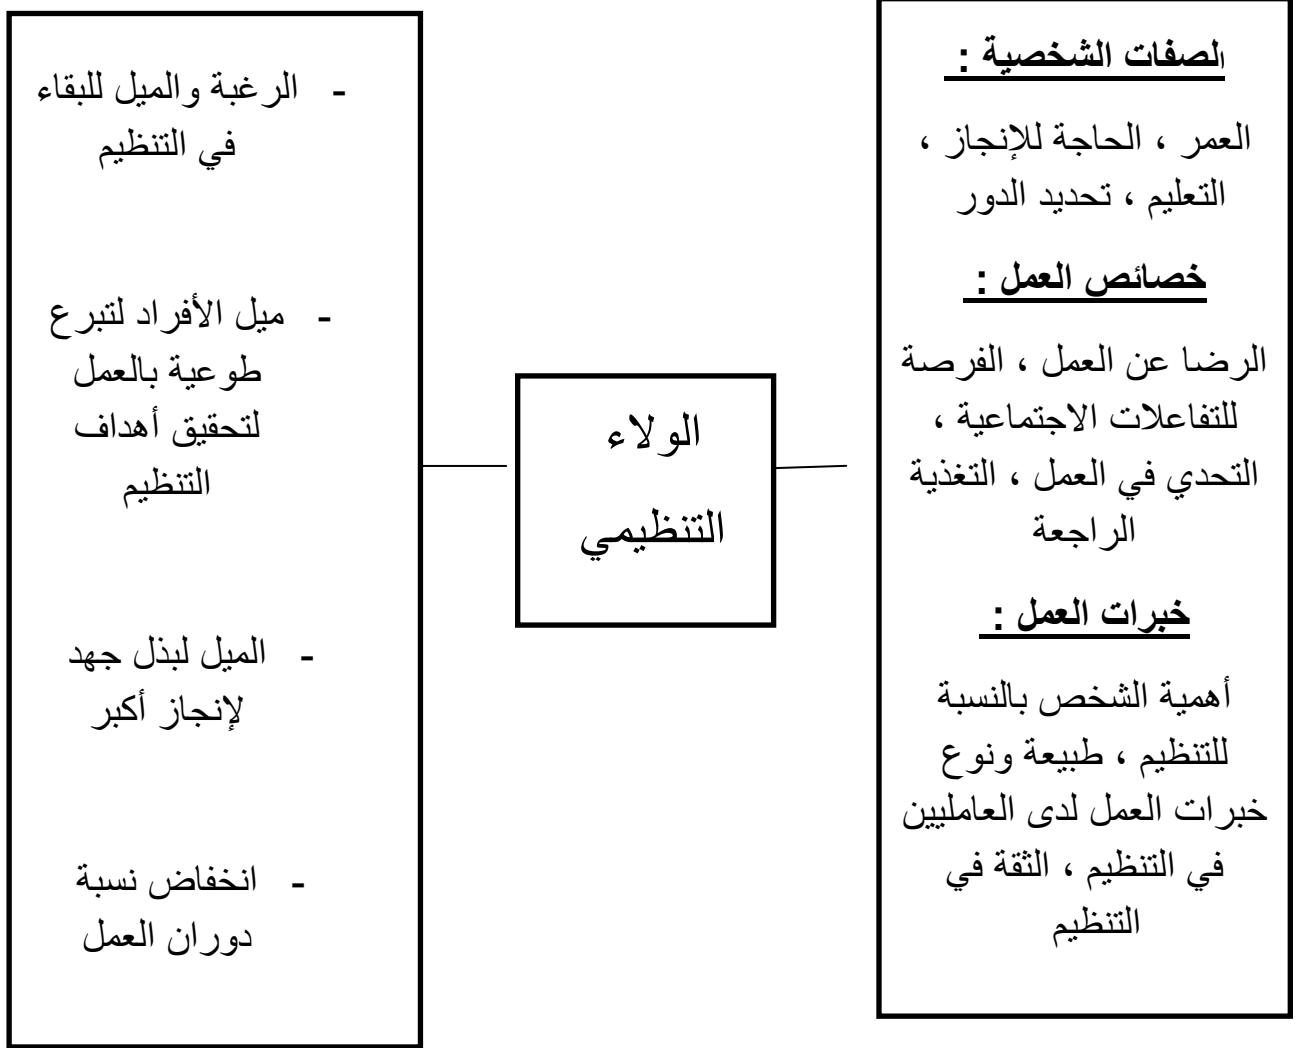 الصفات الشخصية :
العمر ، الحاجة للإنجاز ،
التعليم ، تحديد الدور
خصائص العمل :
الرضا عن العمل ، الفرصة
للتفاعلات الاجتماعية ،
التحدي في العمل ، التغذية
الراجعة
خبرات العمل :
أهمية الشخص بالنسبة
للتنظيم ، طبيعة ونوع
خبرات العمل لدى العامليين
في التنظيم ، الثقة في
التنظيم
الولاء
التنظيمي
- الرغبة والميل للبقاء
في التنظيم
- ميل الأفراد لتبرع
طوعية بالعمل
لتحقيق أهداف
التنظيم
- الميل لبذل جهد
لإنجاز أكبر
- انخفاض نسبة
دوران العمل